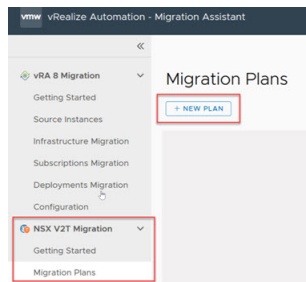 vmw vRealize Automation - Migration Assistant
«
vRA 8 Migration
Getting Started
Source Instances
Infrastructure Migration
Subscriptions Migration
Deployments Migration
Configuration
NSX V2T Migration
Getting Started
Migration Plans
Migration Plans
+ NEW PLAN